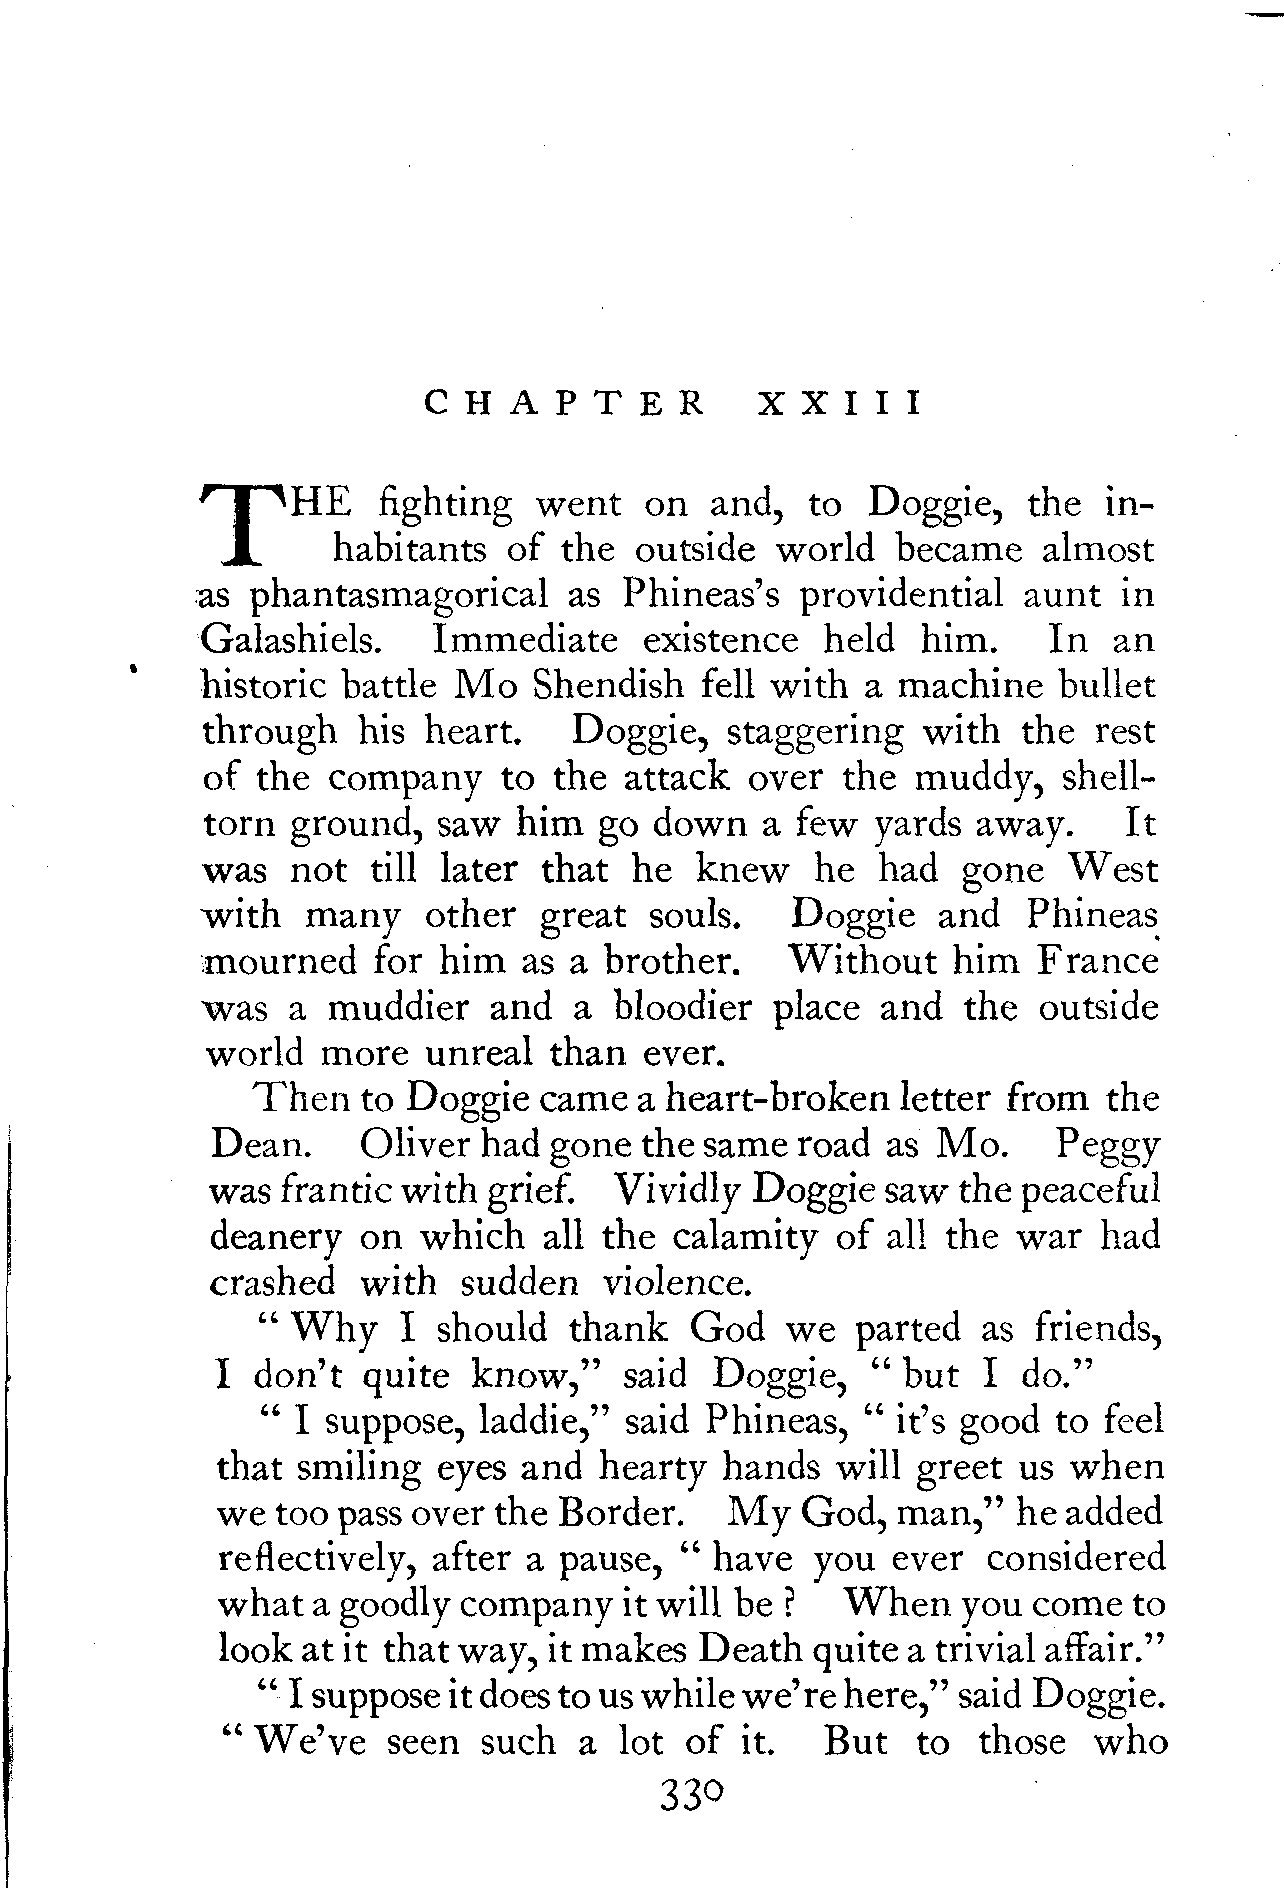 CHAPTER XXIII
THE fighting went on and, to Doggie, the in-
habitants of the outside world became almost
as phantasmagorical as Phineas's providential aunt in
Galashiels. Immediate existence held him. In an
historic battle Mo Shendish fell with a machine bullet
through his heart. Doggie, staggering with the rest
of the company to the attack over the muddy, shell-
torn ground, saw him go down a few yards away. It
was not till later that he knew he had gone West
with many other great souls. Doggie and Phineas
mourned for him as a brother. Without him France
was a muddier and a bloodier place and the outside
world more unreal than ever.
Then to Doggie came a heart-broken letter from the
Dean. Oliver had gone the same road as Mo. Peggy
was frantic with grief. Vividly Doggie saw the peaceful
deanery on which all the calamity of all the war had
crashed with sudden violence.
"Why I should thank God we parted as friends,
I don't quite know," said Doggie, "but I do."
"I suppose, laddie," said Phineas, "it's good to feel
that smiling eyes and hearty hands will greet us when
we too pass over the Border. My God, man," he added
reflectively, after a pause, "have you ever considered
what a goodly company it will be? When you come to
look at it that way, it makes Death quite a trivial affair."
"I suppose it does to us while we're here," said Doggie.
"We've seen such a lot of it. But to those who
330